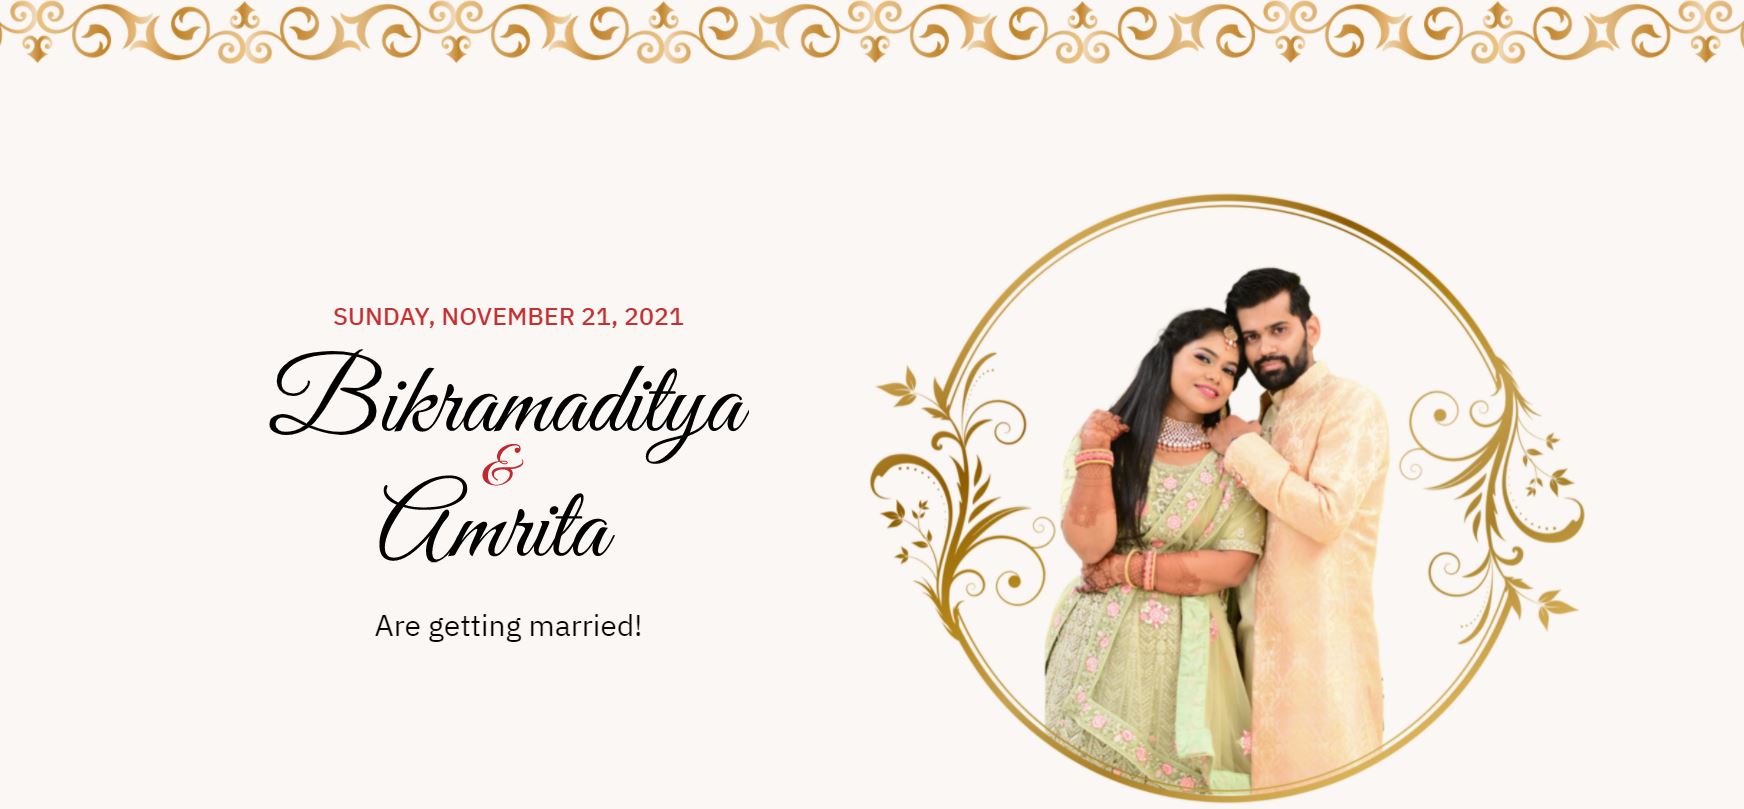 SUNDAY, NOVEMBER 21, 2021
Bikramaditya
&
Amrita
Are getting married!